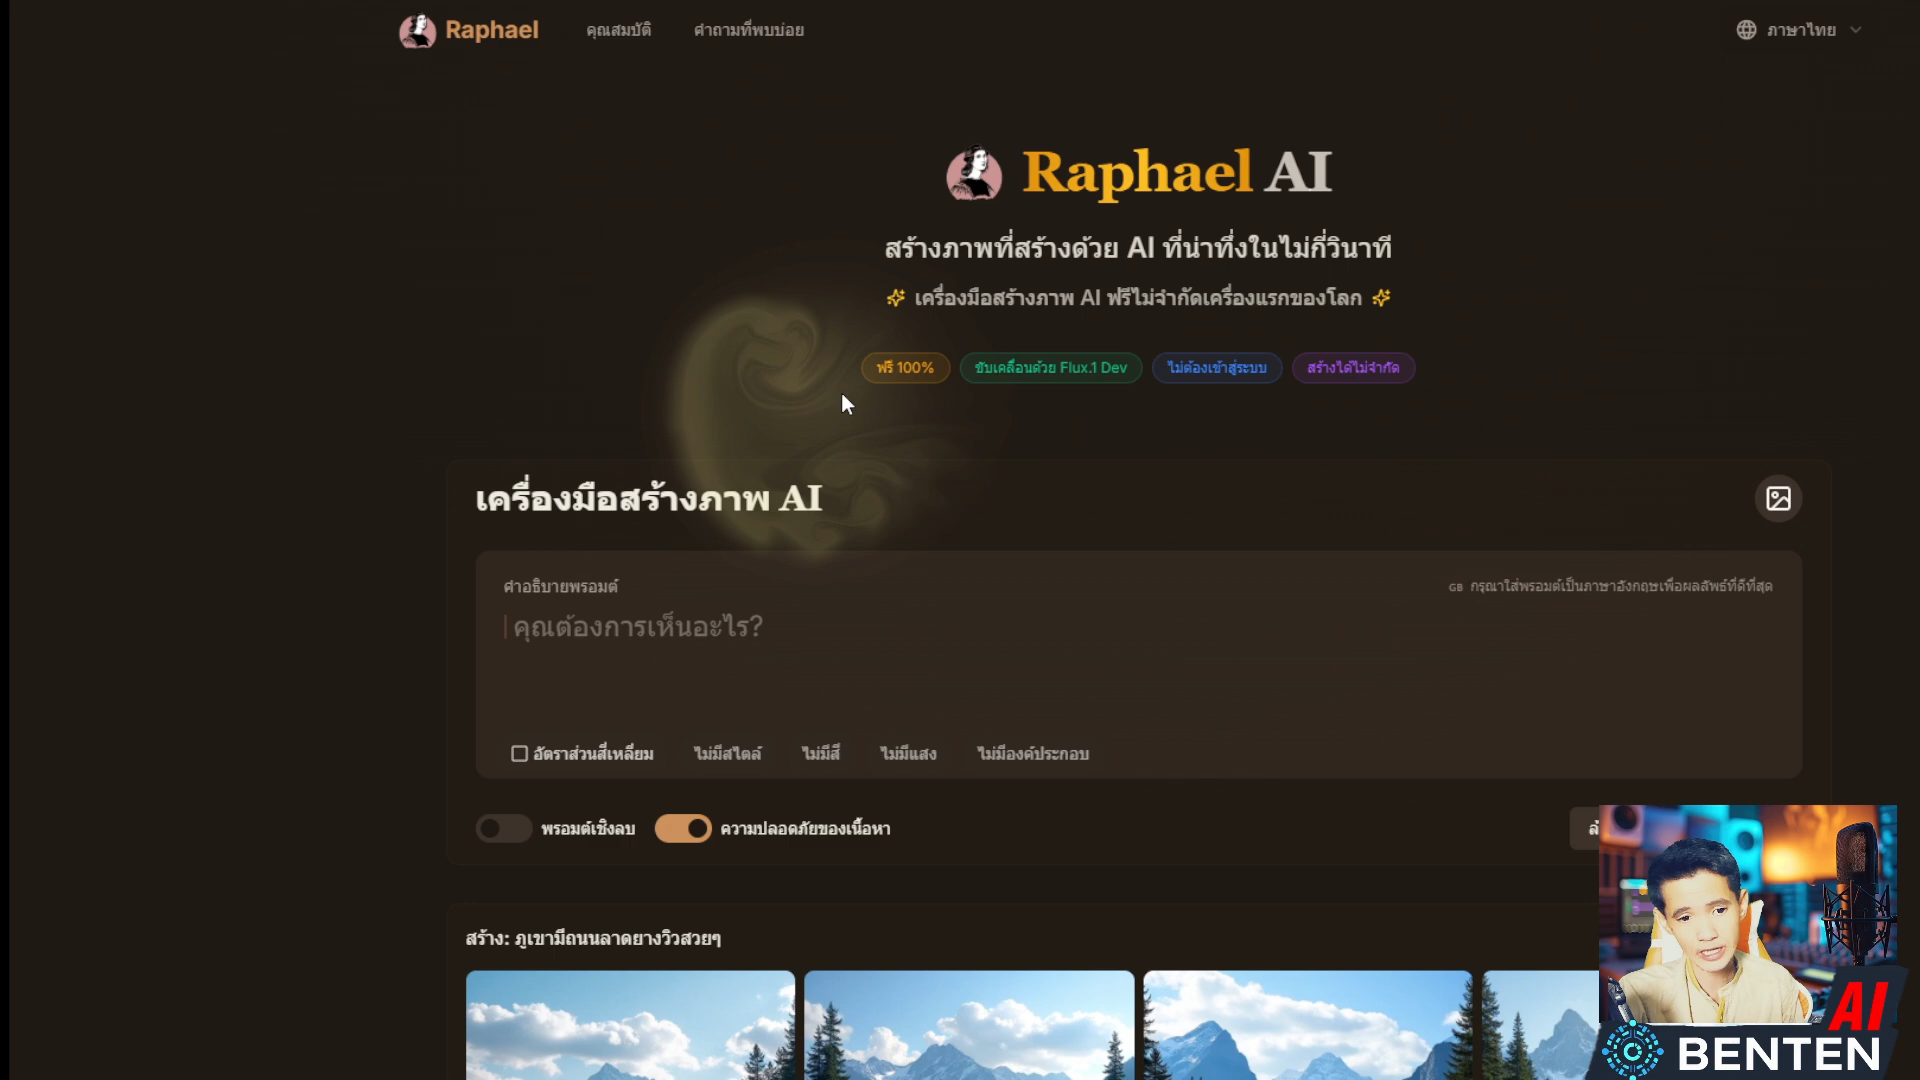 Raphael
คุณสมบัติ
คำถามที่พบบ่อย
ภาษาไทย
Raphael AI
สร้างภาพที่สร้างด้วย AI ที่น่าทึ่งในไม่กี่วินาที
เครื่องมือสร้างภาพ AI ฟรีไม่จำกัดเครื่องแรกของโลก
ฟรี 100%
ขับเคลื่อนด้วย Flux.1 Dev
ไม่ต้องเข้าสู่ระบบ
สร้างได้ไม่จำกัด
เครื่องมือสร้างภาพ AI
คำอธิบายพรอมต์
GB กรุณาใส่พรอมต์เป็นภาษาอังกฤษเพื่อผลลัพธ์ที่ดีที่สุด
คุณต้องการเห็นอะไร?
อัตราส่วนสี่เหลี่ยม
ไม่มีสไตล์
ไม่มีสี
ไม่มีแสง
ไม่มีองค์ประกอบ
พรอมต์เชิงลบ
ความปลอดภัยของเนื้อหา
สร้าง: ภูเขามีถนนลาดยางวิวสวยๆ
AI
BENTEN